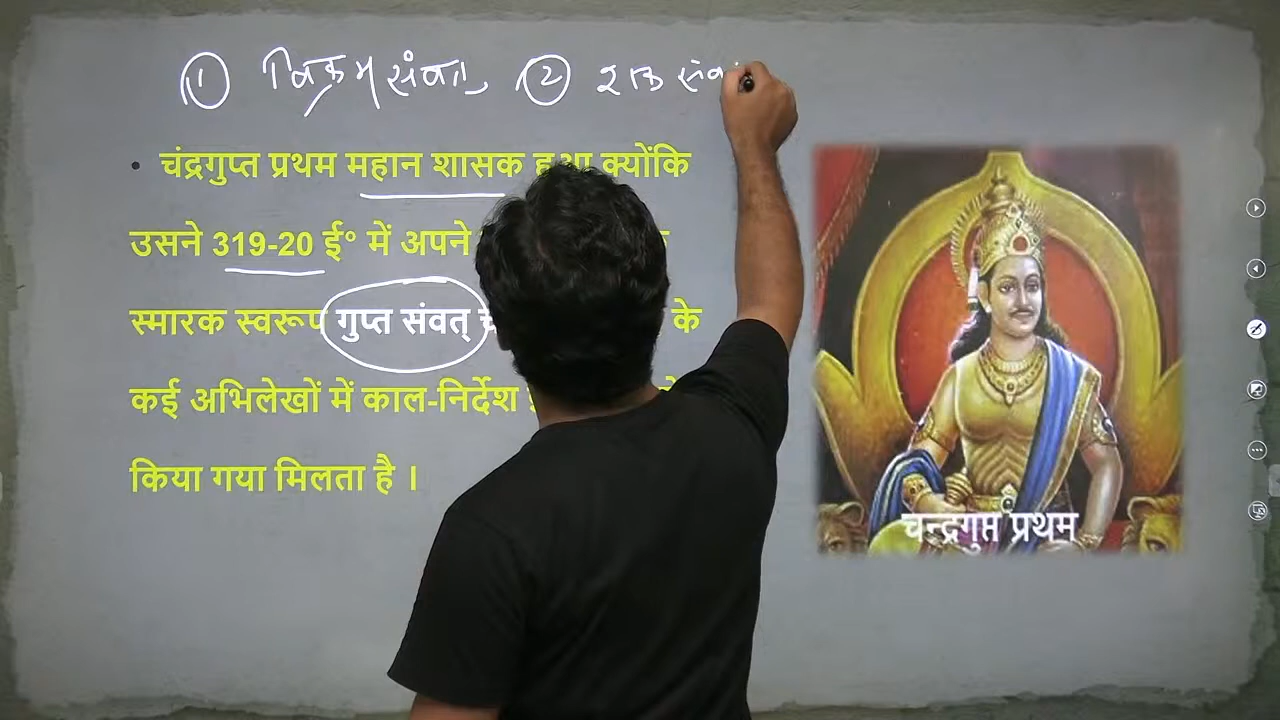 ① विक्रम संवत, ② शक संव
• चंद्रगुप्त प्रथम महान शासक हुआ क्योंकि
उसने 319-20 ई° में अपने
स्मारक स्वरूप गुप्त संवत् के
कई अभिलेखों में काल-निर्देश
किया गया मिलता है ।
चन्द्रगुप्त प्रथम